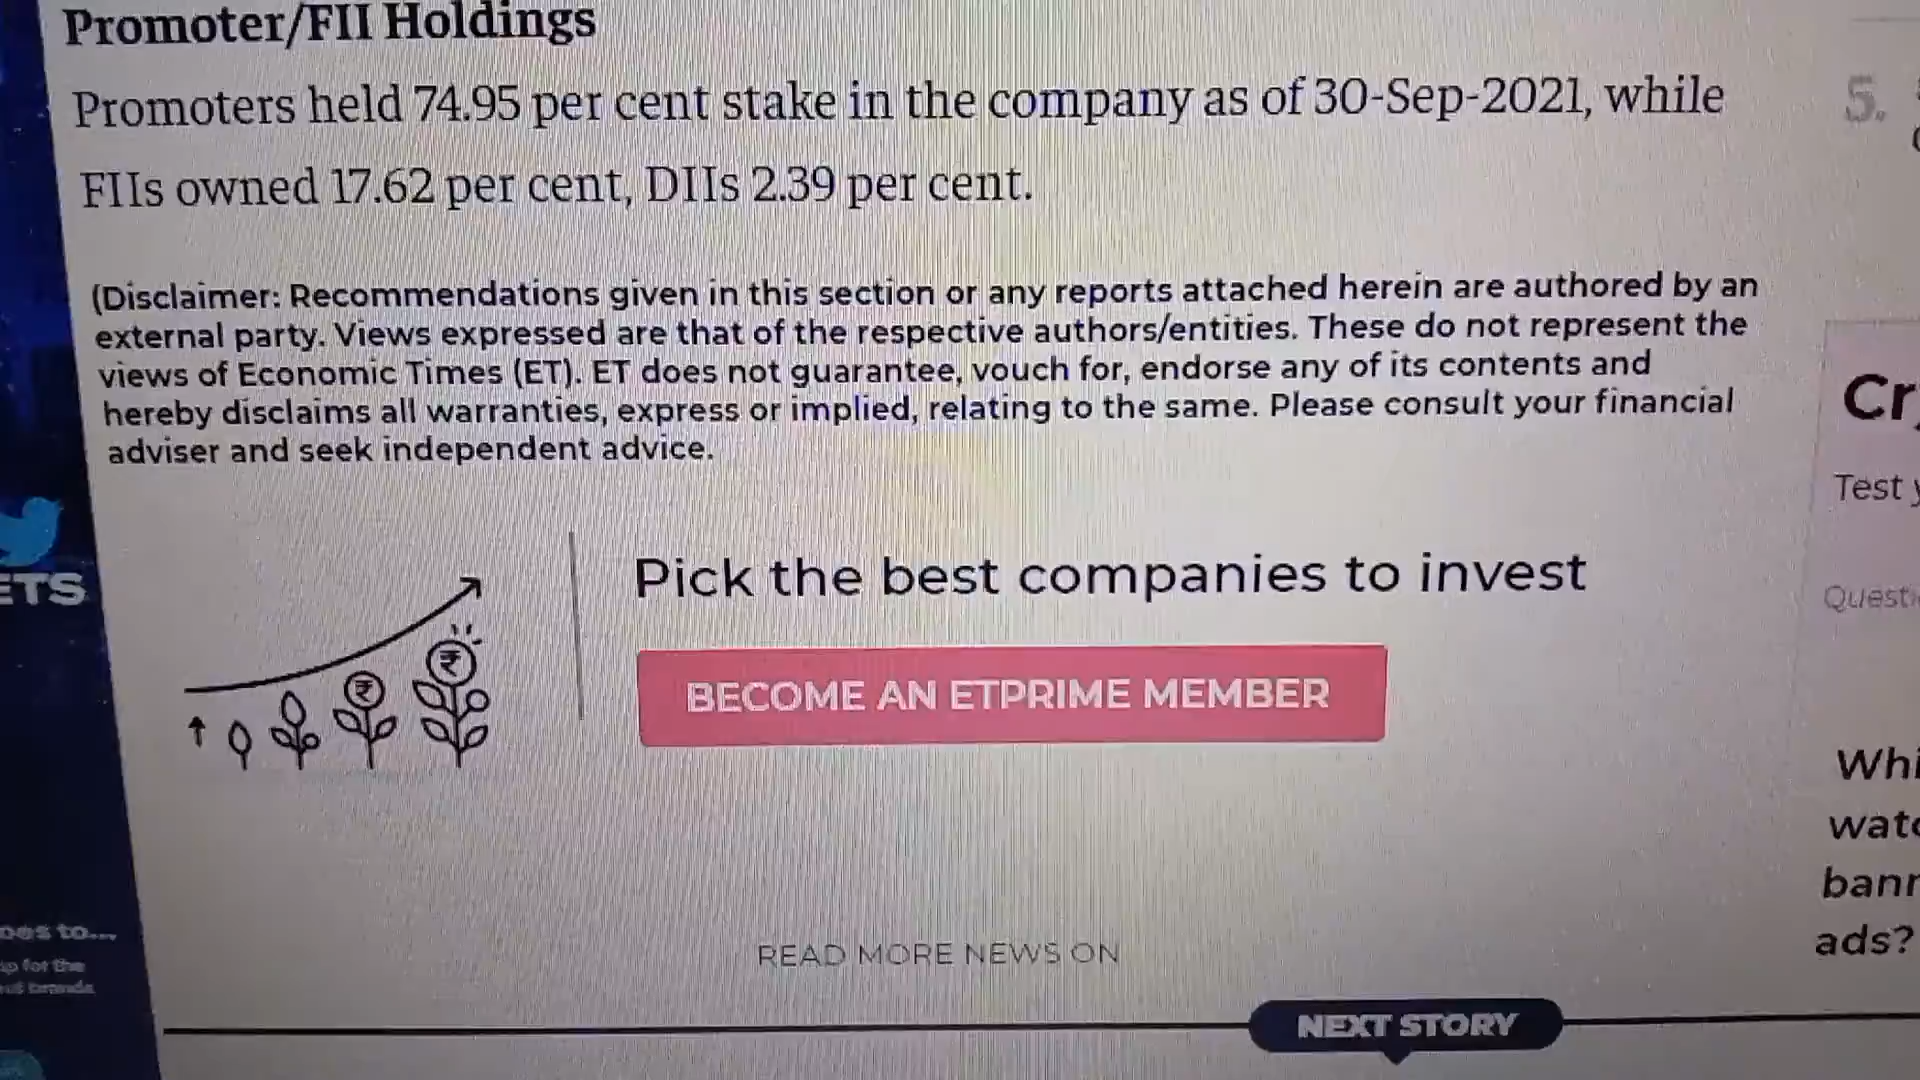 Promoter/FII Holdings
Promoters held 74.95 per cent stake in the company as of 30-Sep-2021, while
FIIs owned 17.62 per cent, DIIs 2.39 per cent.
(Disclaimer: Recommendations given in this section or any reports attached herein are authored by an
external party. Views expressed are that of the respective authors/entities. These do not represent the
views of Economic Times (ET). ET does not guarantee, vouch for, endorse any of its contents and
hereby disclaims all warranties, express or implied, relating to the same. Please consult your financial
adviser and seek independent advice.
Pick the best companies to invest
BECOME AN ETPRIME MEMBER
READ MORE NEWS ON
NEXT STORY
5.
Test
ads?
ETS
to...
for the